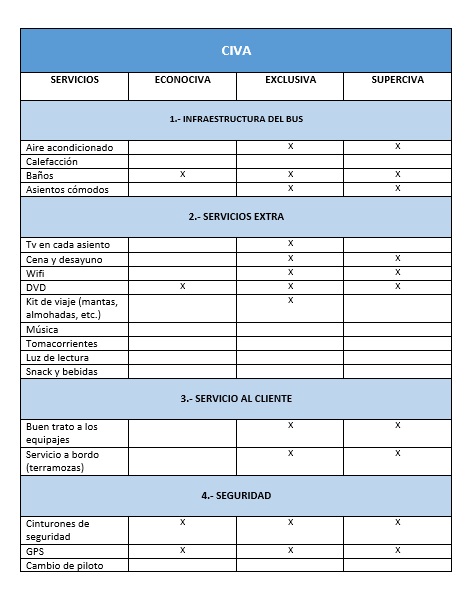 CIVA
SERVICIOS ECONOCIVA EXCLUSIVA SUPERCIVA
1.- INFRAESTRUCTURA DEL BUS
Aire acondicionado X X
Calefacción
Baños X X X
Asientos cómodos X X
2.- SERVICIOS EXTRA
Tv en cada asiento X
Cena y desayuno X X
Wifi X X
DVD X X X
Kit de viaje (mantas, X
almohadas, etc.)
Música
Tomacorrientes
Luz de lectura
Snack y bebidas
3.- SERVICIO AL CLIENTE
Buen trato a los X X
equipajes
Servicio a bordo X X
(terramozas)
4.- SEGURIDAD
Cinturones de X X X
seguridad
GPS X X X
Cambio de piloto